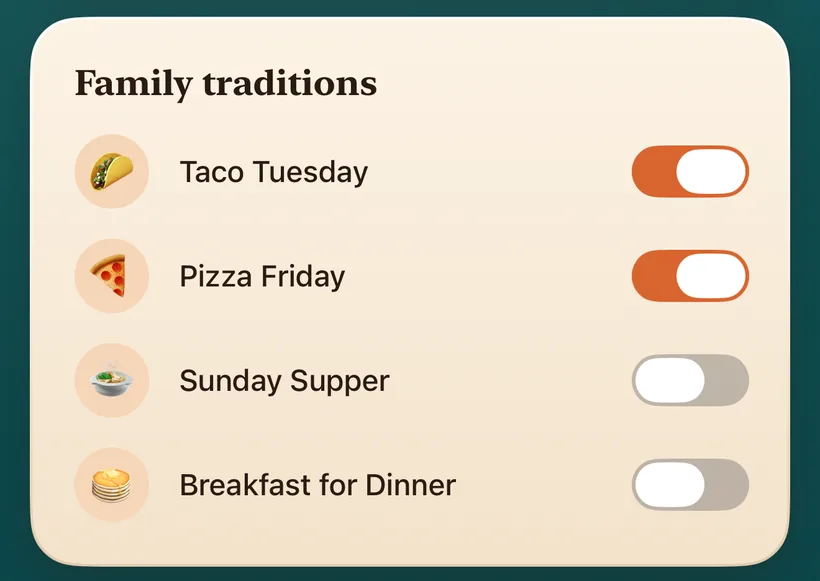 Family traditions
Taco Tuesday
Pizza Friday
Sunday Supper
Breakfast for Dinner